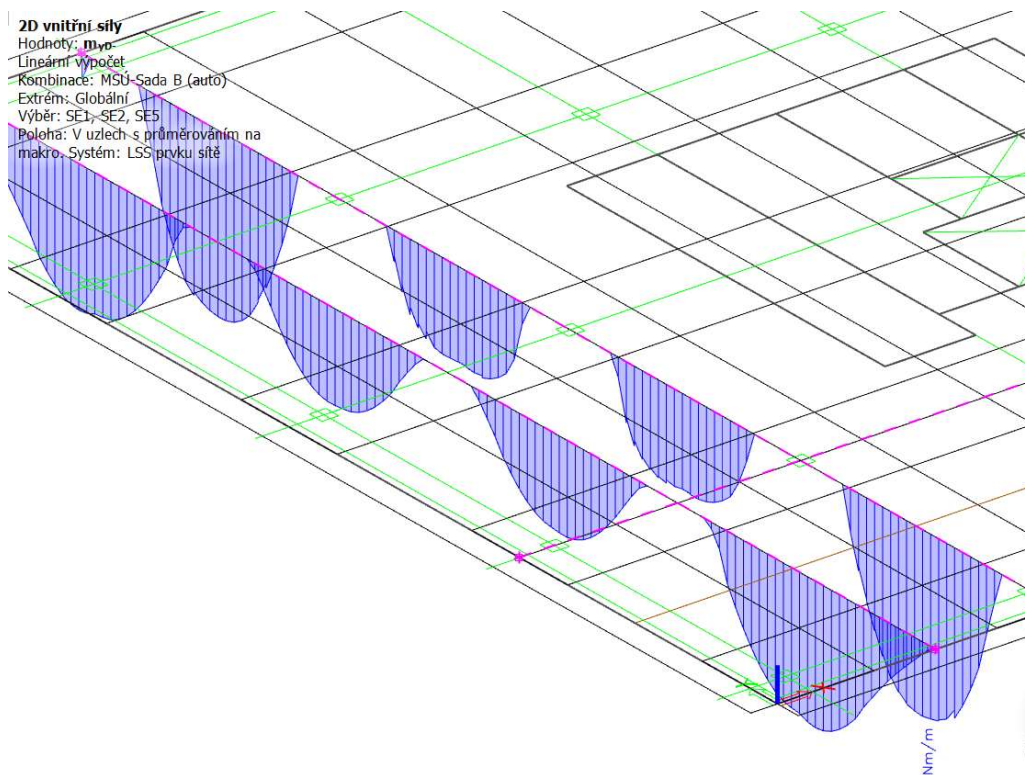 2D vnitřní síly
Hodnoty: myD-
Lineární výpočet
Kombinace: MSÚ-Sada B (auto)
Extrém: Globální
Výběr: SE1, SE2, SE5
Poloha: V uzlech s průměrováním na
makro. Systém: LSS prvku sítě
Nm/m